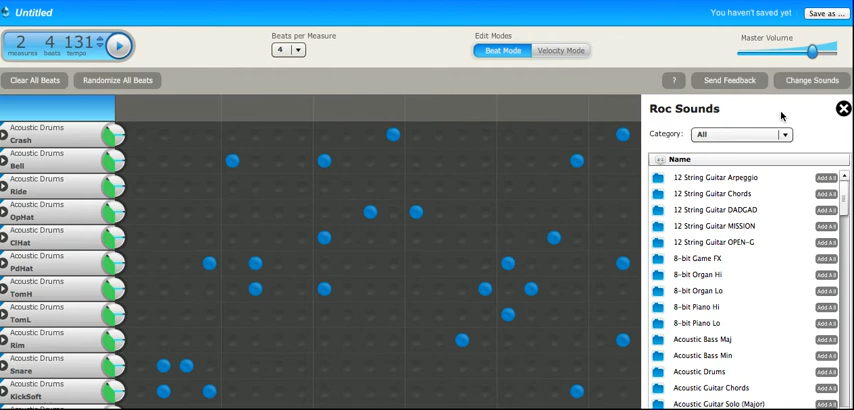 Untitled
You haven't saved yet
Save as ...
2 4 131
measures beats tempo
Beats per Measure
4
Edit Modes
Beat Mode Velocity Mode
Master Volume
Clear All Beats
Randomize All Beats
?
Send Feedback
Change Sounds
Acoustic Drums
Crash
Acoustic Drums
Bell
Acoustic Drums
Ride
Acoustic Drums
OpHat
Acoustic Drums
ClHat
Acoustic Drums
PdHat
Acoustic Drums
TomH
Acoustic Drums
TomL
Acoustic Drums
Rim
Acoustic Drums
Snare
Acoustic Drums
KickSoft
Acoustic Drums
Roc Sounds
Category: All
Name
12 String Guitar Arpeggio Add All
12 String Guitar Chords Add All
12 String Guitar DADGAD Add All
12 String Guitar MISSION Add All
12 String Guitar OPEN-G Add All
8-bit Game FX Add All
8-bit Organ Hi Add All
8-bit Organ Lo Add All
8-bit Piano Hi Add All
8-bit Piano Lo Add All
Acoustic Bass Maj Add All
Acoustic Bass Min Add All
Acoustic Drums Add All
Acoustic Guitar Chords Add All
Acoustic Guitar Solo (Major) Add All